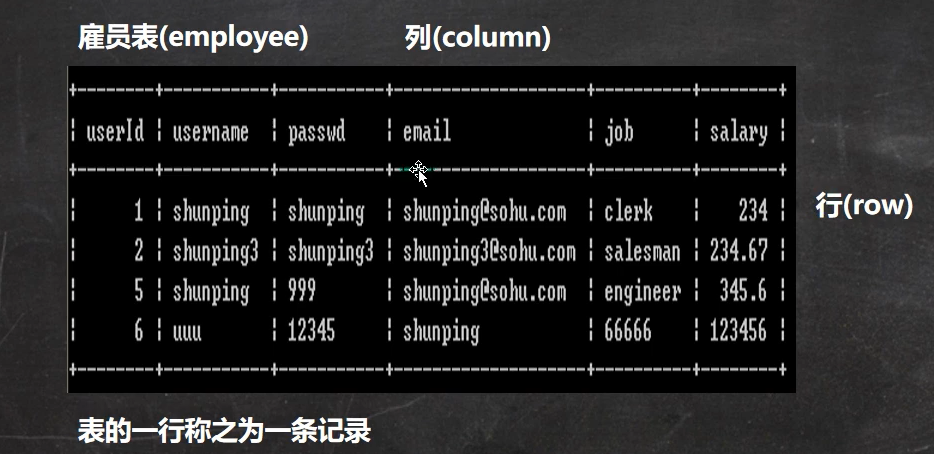 雇员表(employee) 列(column)
+--------+-----------+-----------+--------------------+----------+--------+
| userId | username | passwd | email | job | salary |
+--------+-----------+-----------+--------------------+----------+--------+
| 1 | shunping | shunping | shunping@sohu.com | clerk | 234 |
行(row)
| 2 | shunping3 | shunping3 | shunping3@sohu.com | salesman | 234.67 |
| 5 | shunping | 999 | shunping@sohu.com | engineer | 345.6 |
| 6 | uuu | 12345 | shunping | 66666 | 123456 |
+--------+-----------+-----------+--------------------+----------+--------+
表的一行称之为一条记录